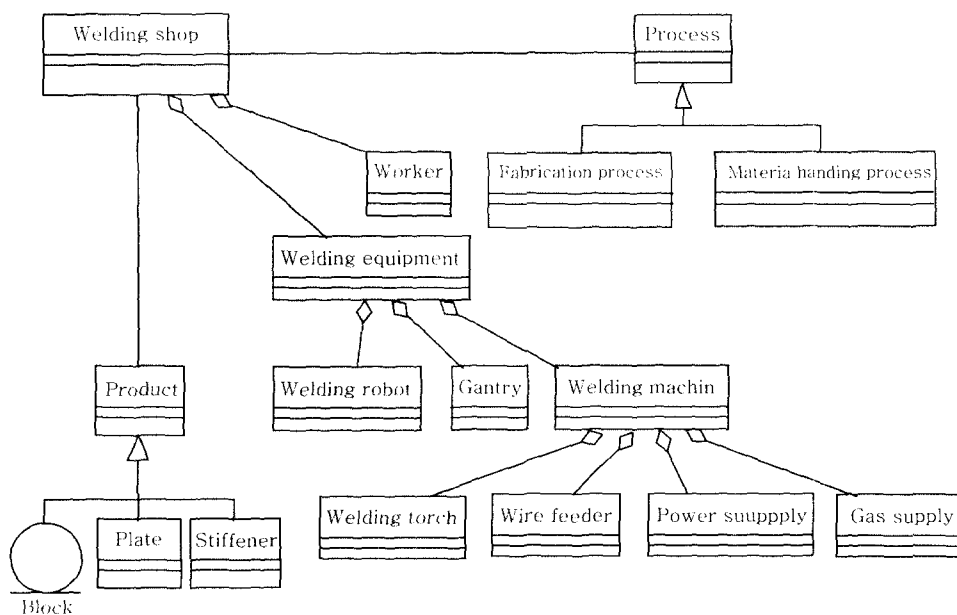 Welding shop
Process
Worker
Fabrication process
Materia handing process
Welding equipment
Product
Welding robot
Gantry
Welding machin
Welding torch
Wire feeder
Power suuppply
Gas supply
Plate
Stiffener
Block